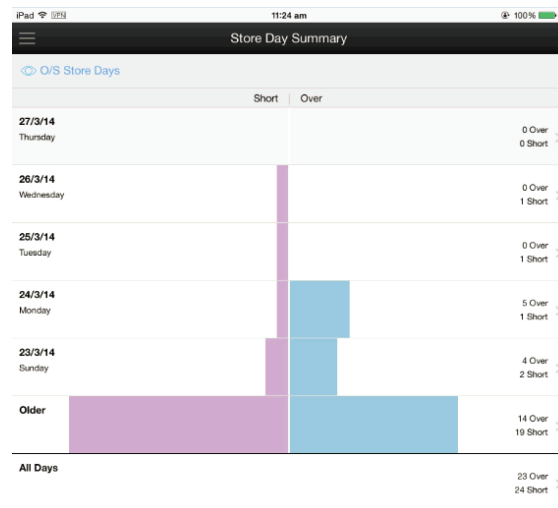 iPad VPN 11:24 am 100%
Store Day Summary
O/S Store Days
Short Over
27/3/14
Thursday
0 Over
0 Short
26/3/14
Wednesday
0 Over
1 Short
25/3/14
Tuesday
0 Over
1 Short
24/3/14
Monday
5 Over
1 Short
23/3/14
Sunday
4 Over
2 Short
Older
14 Over
19 Short
All Days
23 Over
24 Short